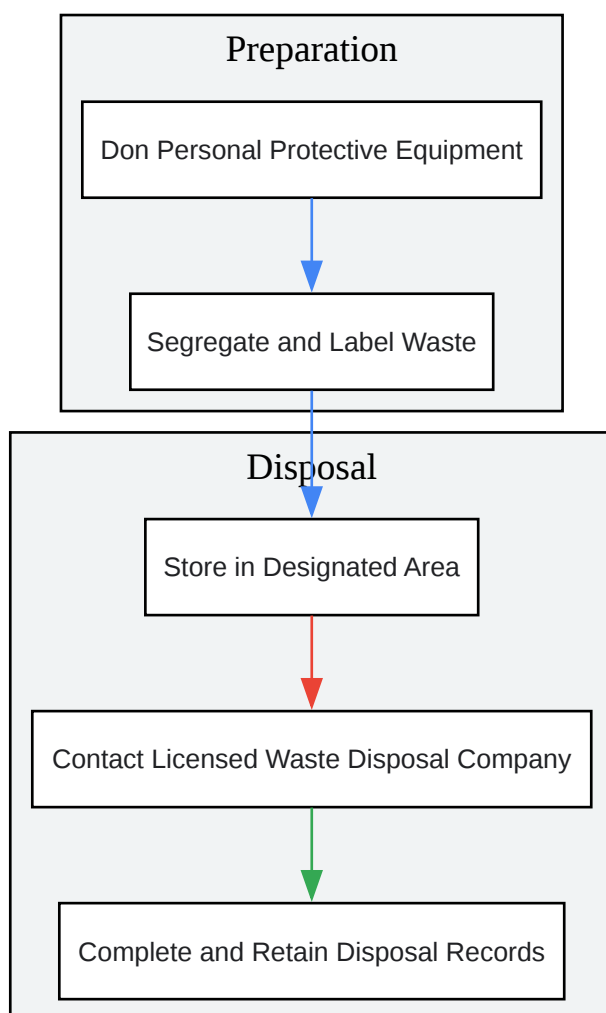 Preparation
Don Personal Protective Equipment
Segregate and Label Waste
Disposal
Store in Designated Area
Contact Licensed Waste Disposal Company
Complete and Retain Disposal Records